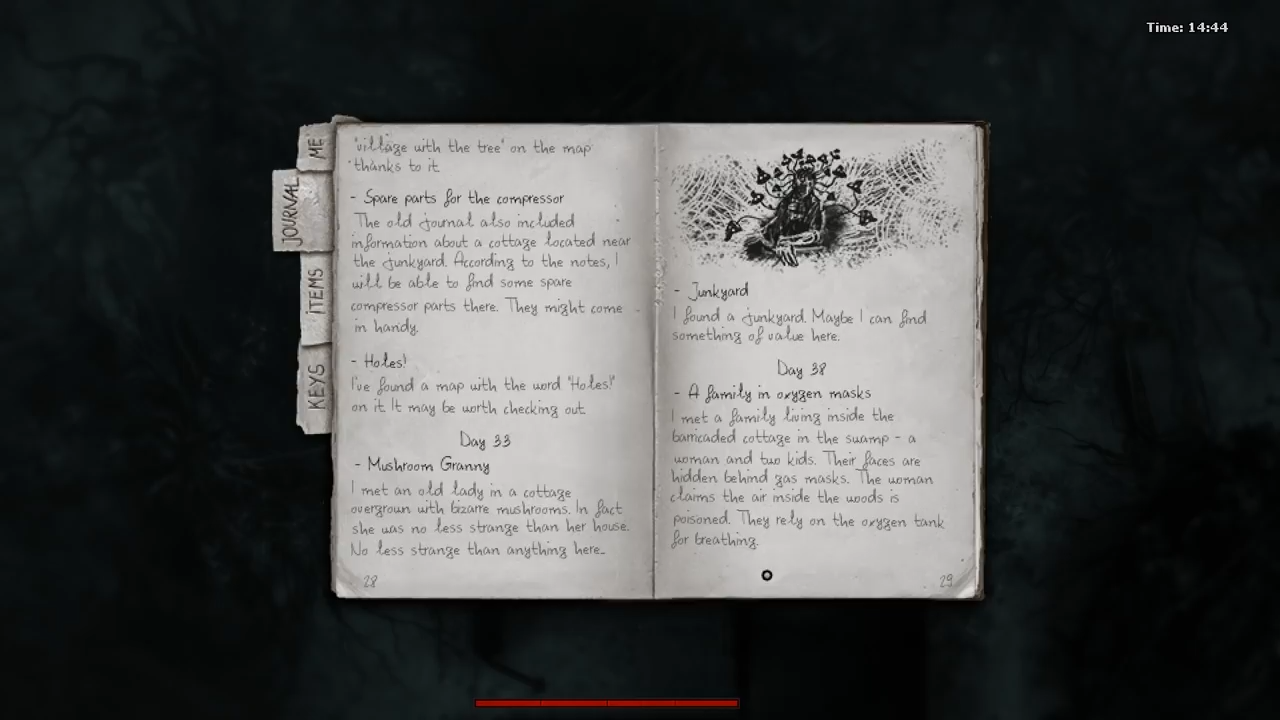 Time: 14:44
ME
JOURNAL
ITEMS
KEYS
'village with the tree' on the map
thanks to it.
- Spare parts for the compressor
The old journal also included
information about a cottage located near
the junkyard. According to the notes, I
will be able to find some spare
compressor parts there. They might come
in handy.
- Holes!
I've found a map with the word "Holes!"
on it. It may be worth checking out.
Day 33
- Mushroom Granny
I met an old lady in a cottage
overgrown with bizarre mushrooms. In fact
she was no less strange than her house.
No less strange than anything here...
28
- Junkyard
I found a junkyard. Maybe I can find
something of value here.
Day 38
- A family in oxygen masks
I met a family living inside the
barricaded cottage in the swamp - a
woman and two kids. Their faces are
hidden behind gas masks. The woman
claims the air inside the woods is
poisoned. They rely on the oxygen tank
for breathing.
29